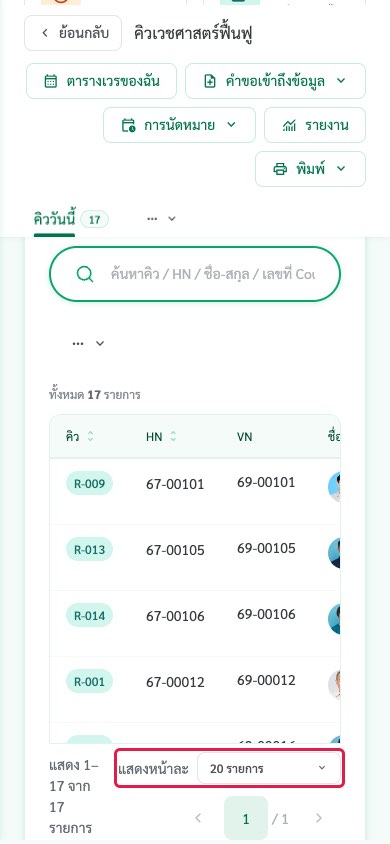 ย้อนกลับ คิวเวชศาสตร์ฟื้นฟู
ตารางเวรของฉัน คำขอเข้าถึงข้อมูล
การนัดหมาย รายงาน
พิมพ์
คิววันนี้ 17 ...
ค้นหาคิว / HN / ชื่อ-สกุล / เลขที่ Cou
...
ทั้งหมด 17 รายการ
คิว HN VN ชื่อ
R-009 67-00101 69-00101
R-013 67-00105 69-00105
R-014 67-00106 69-00106
R-001 67-00012 69-00012
แสดง 1–
17 จาก
17
รายการ
แสดงหน้าละ 20 รายการ
1 / 1